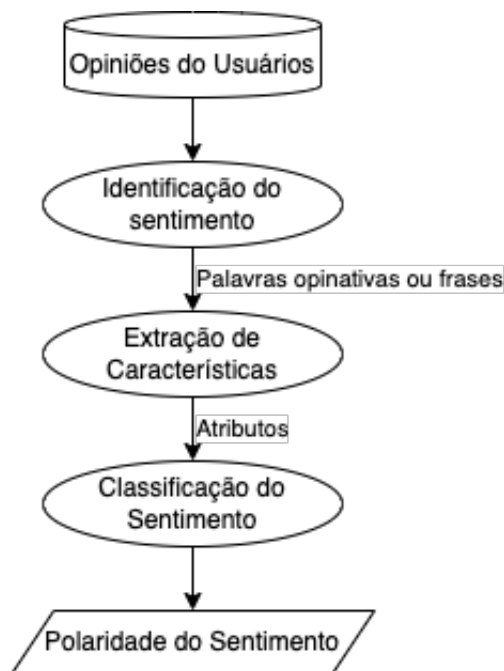 Opiniões do Usuários
Identificação do
sentimento
Palavras opinativas ou frases
Extração de
Características
Atributos
Classificação do
Sentimento
Polaridade do Sentimento